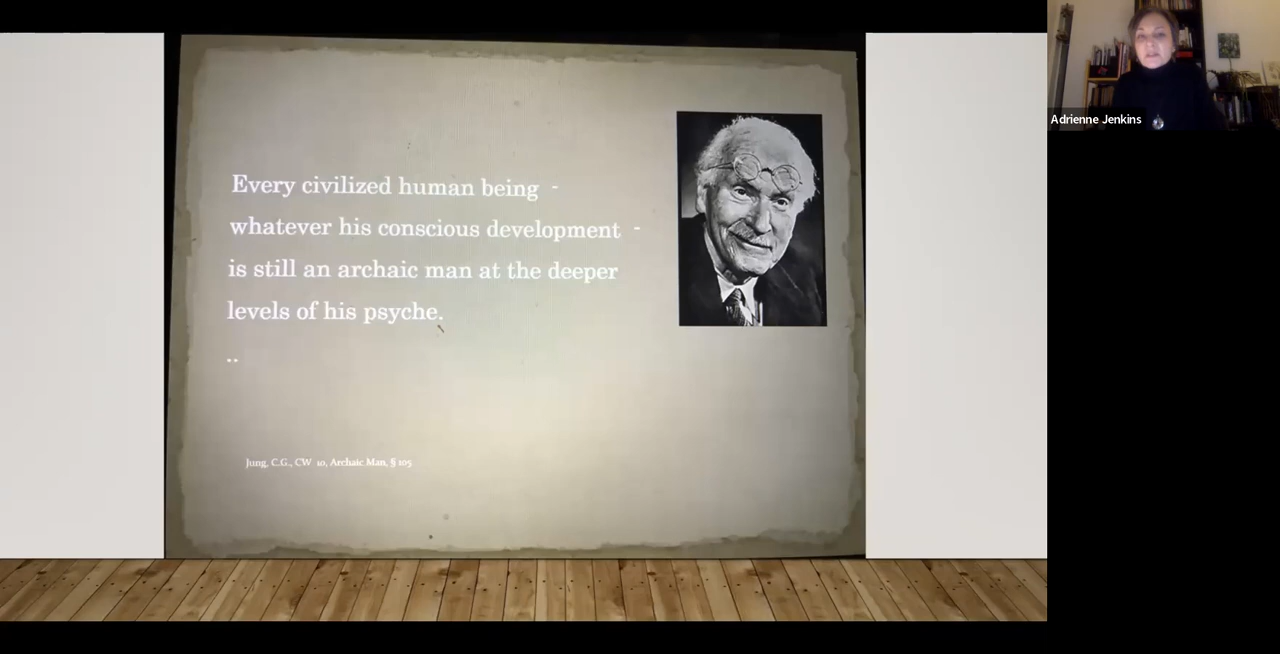 Every civilized human being -
whatever his conscious development -
is still an archaic man at the deeper
levels of his psyche.
..
Jung, C.G., CW 10, Archaic Man, § 105
Adrienne Jenkins